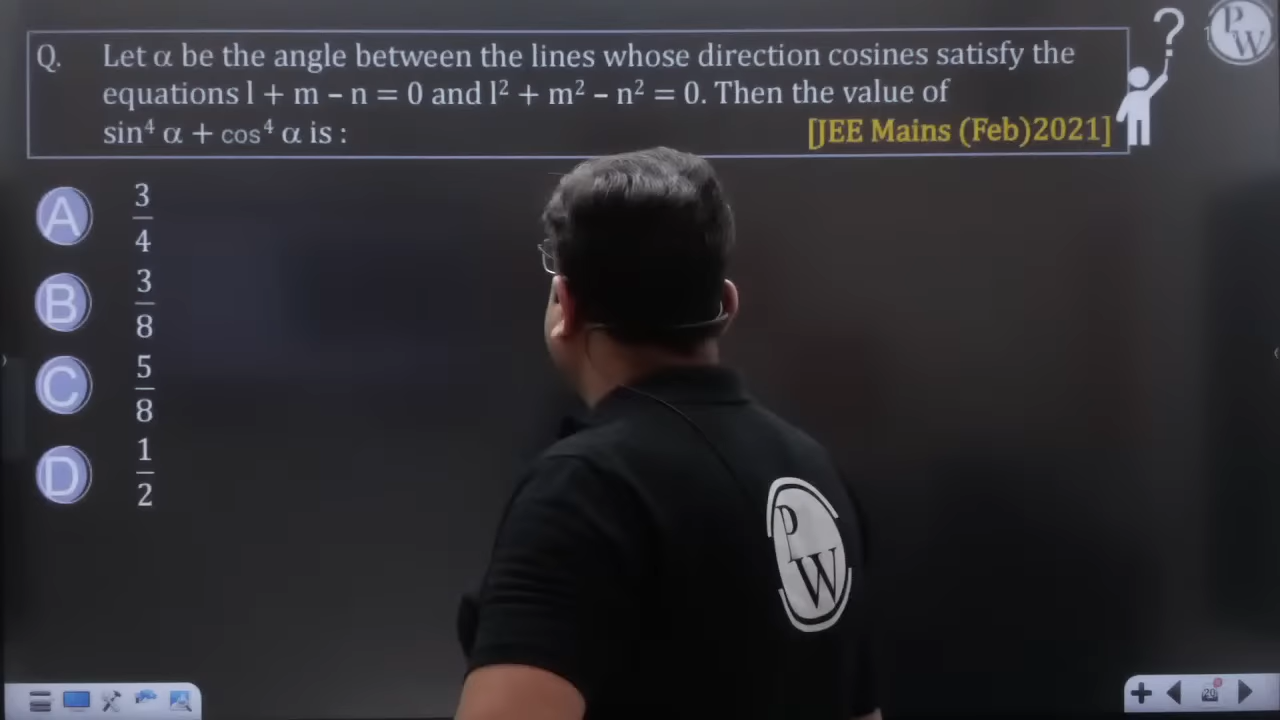 Q. Let α be the angle between the lines whose direction cosines satisfy the
equations l + m – n = 0 and l² + m² – n² = 0. Then the value of
sin⁴ α + cos⁴ α is :
[JEE Mains (Feb)2021]
?
P
W
A 3/4
B 3/8
C 5/8
D 1/2
P
W
20